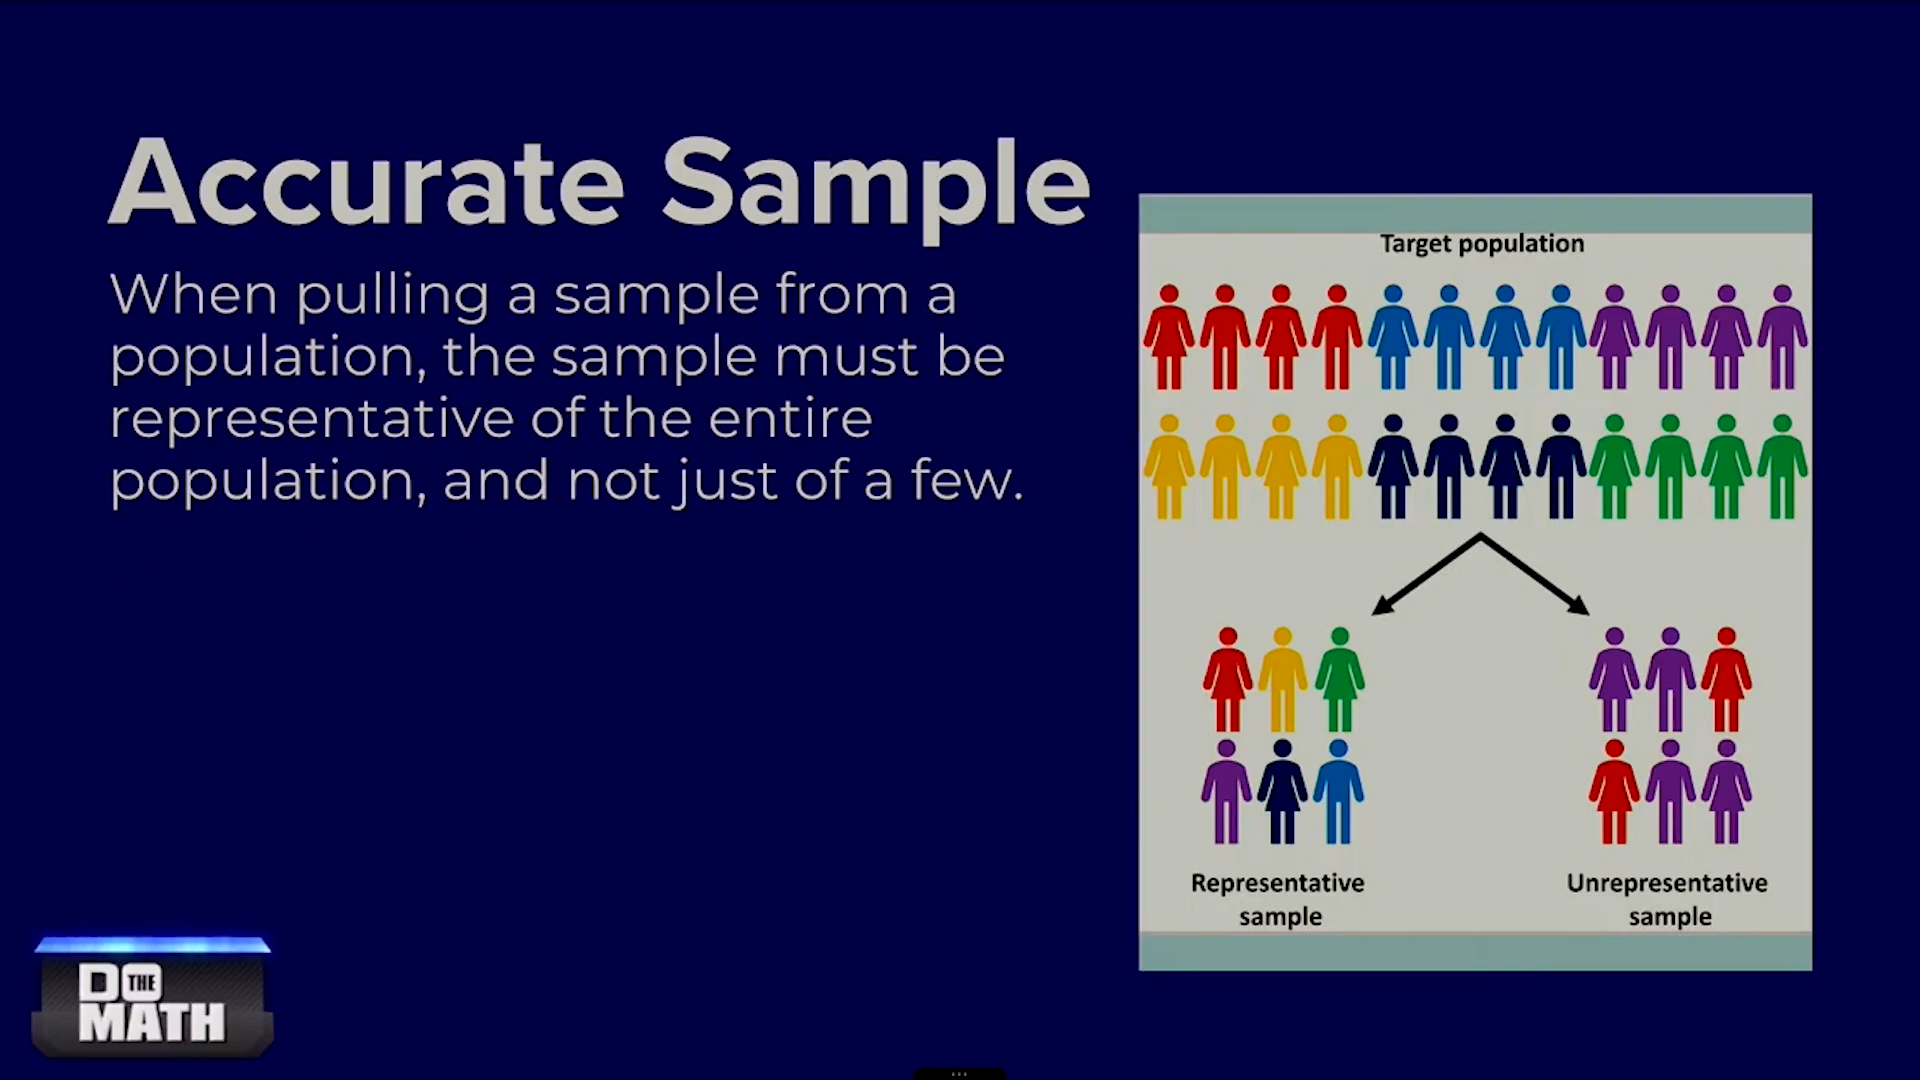 Accurate Sample
When pulling a sample from a
population, the sample must be
representative of the entire
population, and not just of a few.
Target population
Representative
sample
Unrepresentative
sample
DO THE
MATH